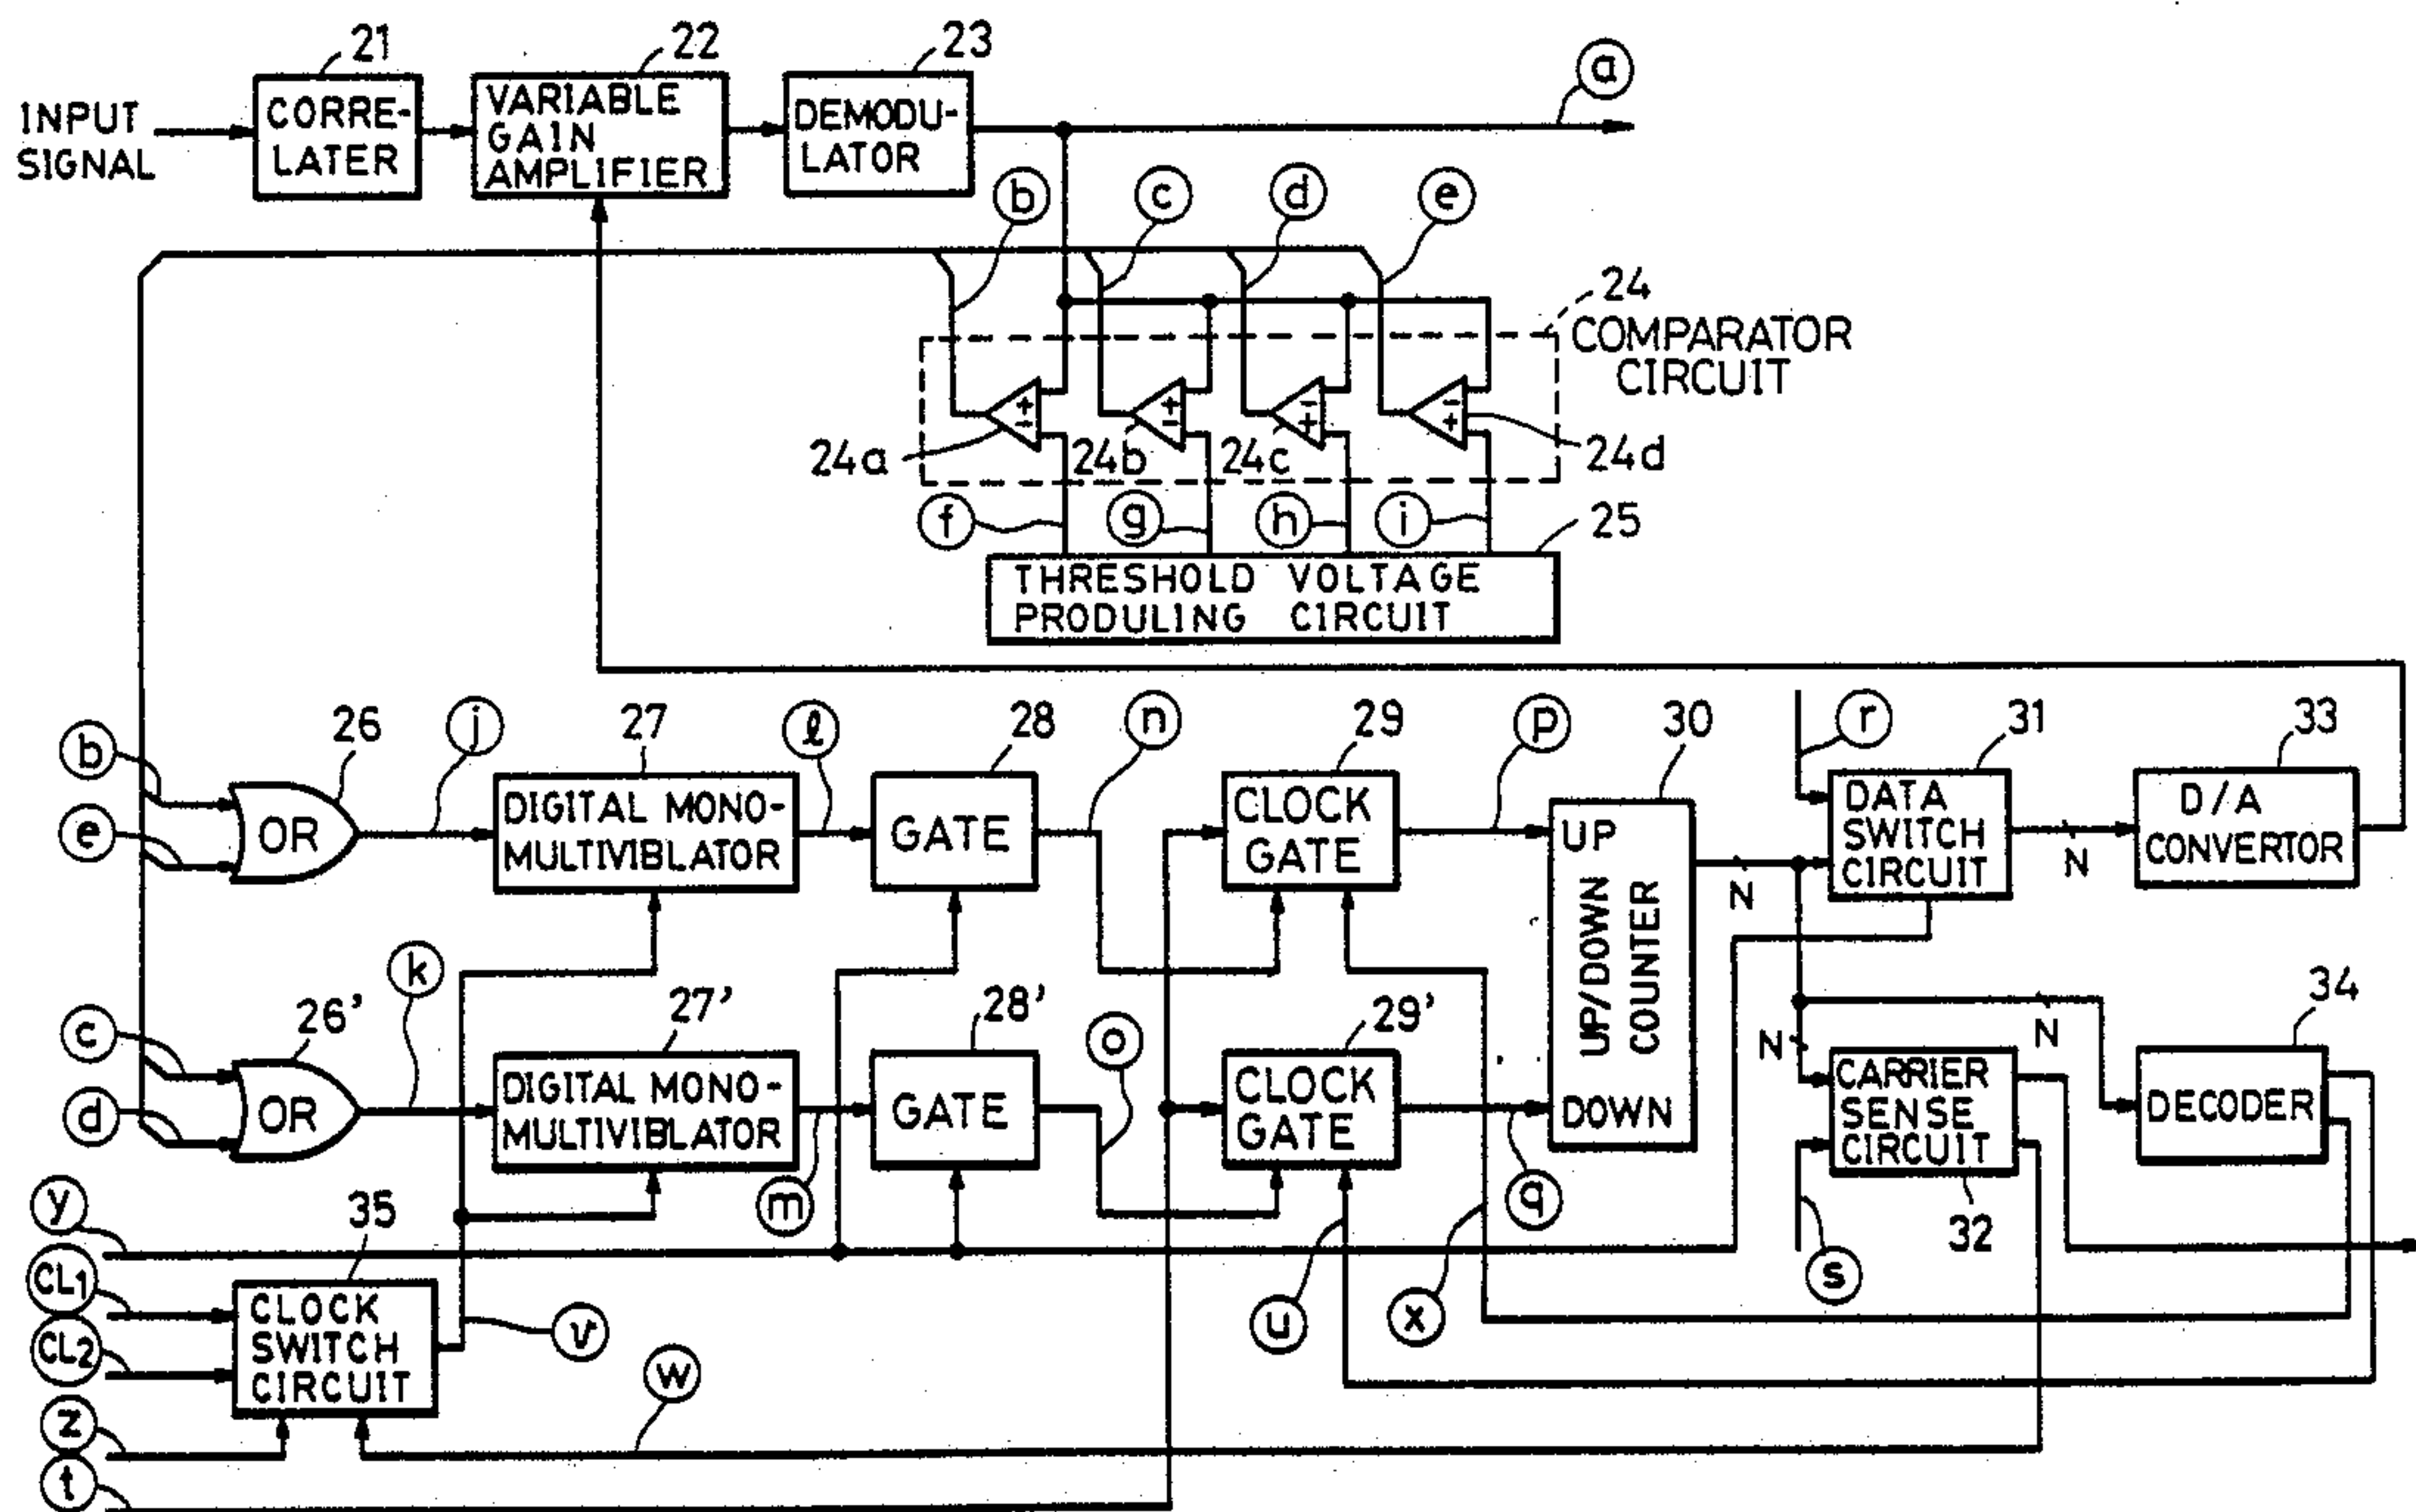 21
22
23
a
INPUT
SIGNAL
CORRE-
LATER
VARIABLE
GAIN
AMPLIFIER
DEMODU-
LATOR
b
c
d
e
24
COMPARATOR
CIRCUIT
+
-
+
-
-
+
-
+
24a
24b
24c
24d
f
g
h
i
25
THRESHOLD VOLTAGE
PRODULING CIRCUIT
b
e
26
j
27
ℓ
28
n
29
p
30
r
31
33
OR
DIGITAL MONO-
MULTIVIBLATOR
GATE
CLOCK
GATE
UP
UP/DOWN
COUNTER
DOWN
N
DATA
SWITCH
CIRCUIT
N
D/A
CONVERTOR
c
d
26'
k
27'
28'
o
29'
N
N
34
OR
DIGITAL MONO-
MULTIVIBLATOR
m
GATE
CLOCK
GATE
q
CARRIER
SENSE
CIRCUIT
32
DECODER
y
CL1
CL2
z
t
35
CLOCK
SWITCH
CIRCUIT
v
w
u
x
s